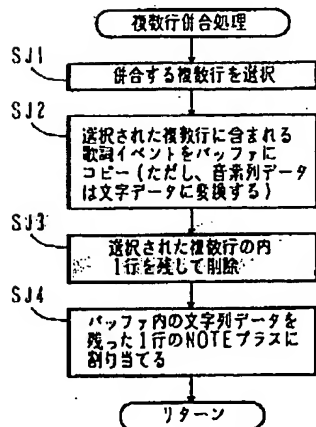 複数行併合処理
SJ1
併合する複数行を選択
SJ2
選択された複数行に含まれる
歌詞イベントをバッファに
コピー(ただし、音素列データ
は文字データに変換する)
SJ3
選択された複数行の内
1行を残して削除
SJ4
バッファ内の文字列データを
残った1行のNOTEプラスに
割り当てる
リターン